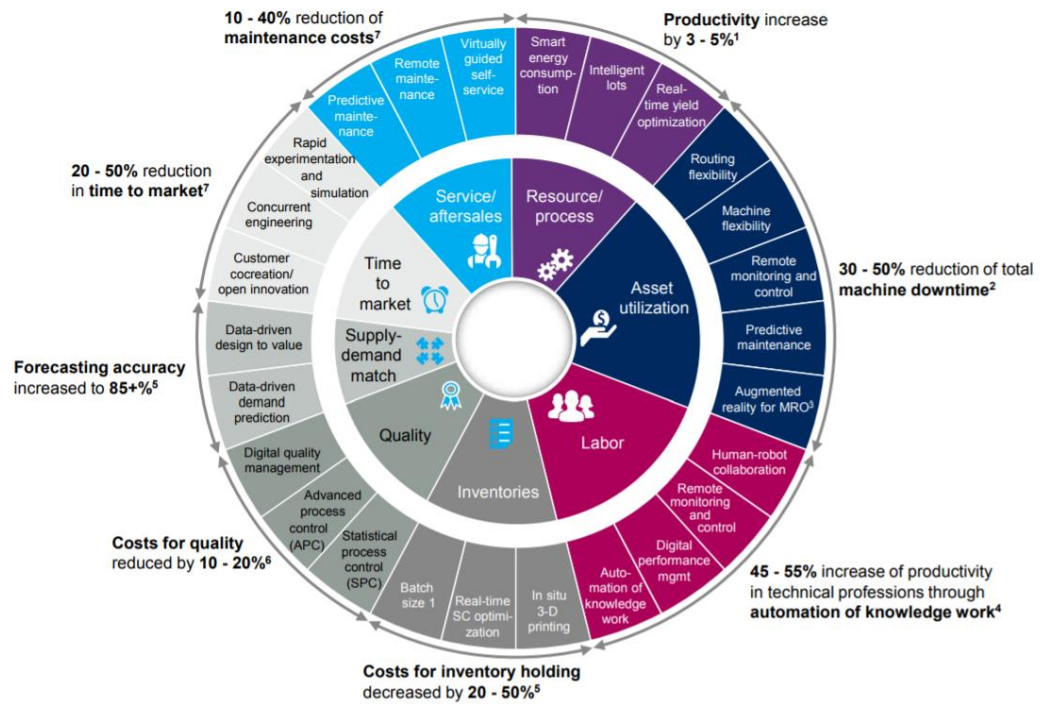 10 - 40% reduction of
maintenance costs⁷
Productivity increase
by 3 - 5%¹
30 - 50% reduction of total
machine downtime²
45 - 55% increase of productivity
in technical professions through
automation of knowledge work⁴
Costs for inventory holding
decreased by 20 - 50%⁵
Costs for quality
reduced by 10 - 20%⁶
Forecasting accuracy
increased to 85+%⁵
20 - 50% reduction
in time to market⁷
Smart
energy
consump-
tion
Intelligent
lots
Real-
time yield
optimization
Routing
flexibility
Machine
flexibility
Remote
monitoring and
control
Predictive
maintenance
Augmented
reality for MRO³
Human-robot
collaboration
Remote
monitoring
and
control
Digital
performance
mgmt
Auto-
mation of
knowledge
work
In situ
3-D
printing
Real-time
SC optimi-
zation
Batch
size 1
Statistical
process
control
(SPC)
Advanced
process
control
(APC)
Digital quality
management
Data-driven
demand
prediction
Data-driven
design to value
Customer
cocreation/
open innovation
Concurrent
engineering
Rapid
experimentation
and
simulation
Predictive
mainte-
nance
Remote
mainte-
nance
Virtually
guided
self-
service
Resource/
process
Asset
utilization
Labor
Inventories
Quality
Supply-
demand
match
Time
to
market
Service/
aftersales
$